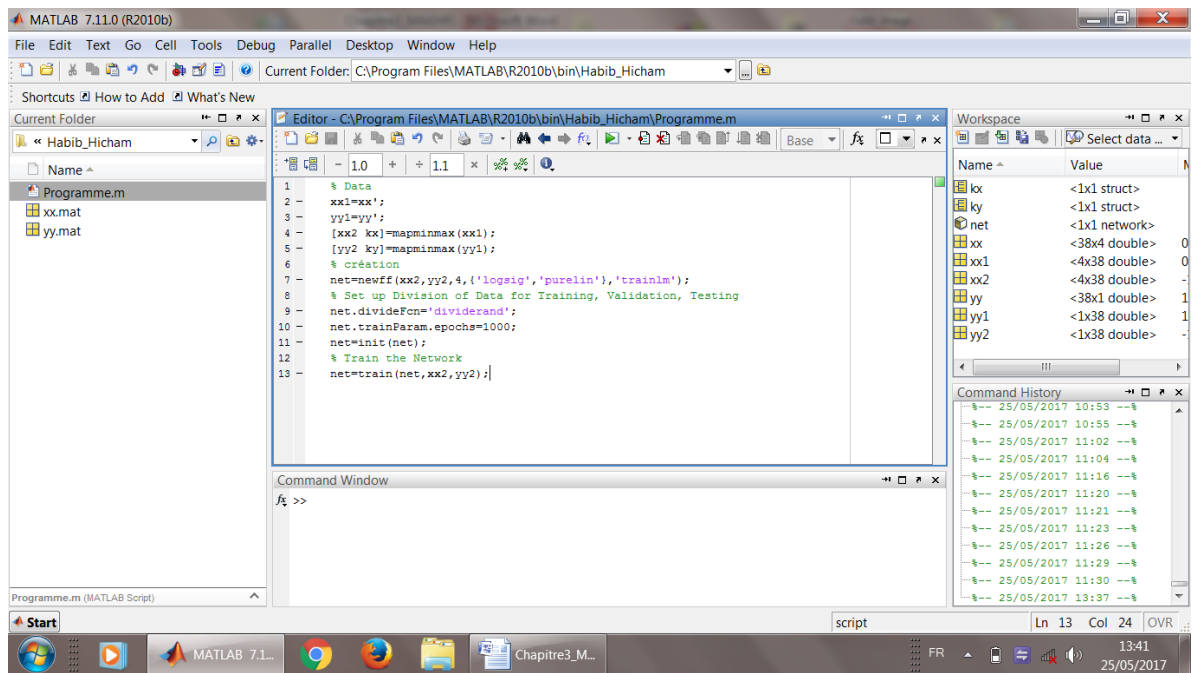 MATLAB 7.11.0 (R2010b)
File Edit Text Go Cell Tools Debug Parallel Desktop Window Help
Current Folder: C:\Program Files\MATLAB\R2010b\bin\Habib_Hicham
Shortcuts How to Add What's New
Current Folder
« Habib_Hicham
Name
Programme.m
xx.mat
yy.mat
Programme.m (MATLAB Script)
Editor - C:\Program Files\MATLAB\R2010b\bin\Habib_Hicham\Programme.m
Base
fx
- 1.0 + ÷ 1.1 ×
1 % Data
2 - xx1=xx';
3 - yy1=yy';
4 - [xx2 kx]=mapminmax(xx1);
5 - [yy2 ky]=mapminmax(yy1);
6 % création
7 - net=newff(xx2,yy2,4,{'logsig','purelin'},'trainlm');
8 % Set up Division of Data for Training, Validation, Testing
9 - net.divideFcn='dividerand';
10 - net.trainParam.epochs=1000;
11 - net=init(net);
12 % Train the Network
13 - net=train(net,xx2,yy2);
Command Window
fx >>
Workspace
Select data ...
Name Value
kx <1x1 struct>
ky <1x1 struct>
net <1x1 network>
xx <38x4 double> 0
xx1 <4x38 double> 0
xx2 <4x38 double> -
yy <38x1 double> 1
yy1 <1x38 double> 1
yy2 <1x38 double> -
Command History
%-- 25/05/2017 10:53 --%
%-- 25/05/2017 10:55 --%
%-- 25/05/2017 11:02 --%
%-- 25/05/2017 11:04 --%
%-- 25/05/2017 11:16 --%
%-- 25/05/2017 11:20 --%
%-- 25/05/2017 11:21 --%
%-- 25/05/2017 11:23 --%
%-- 25/05/2017 11:26 --%
%-- 25/05/2017 11:29 --%
%-- 25/05/2017 11:30 --%
%-- 25/05/2017 13:37 --%
Start
script
Ln 13 Col 24 OVR
MATLAB 7.1...
Chapitre3_M...
FR
13:41
25/05/2017